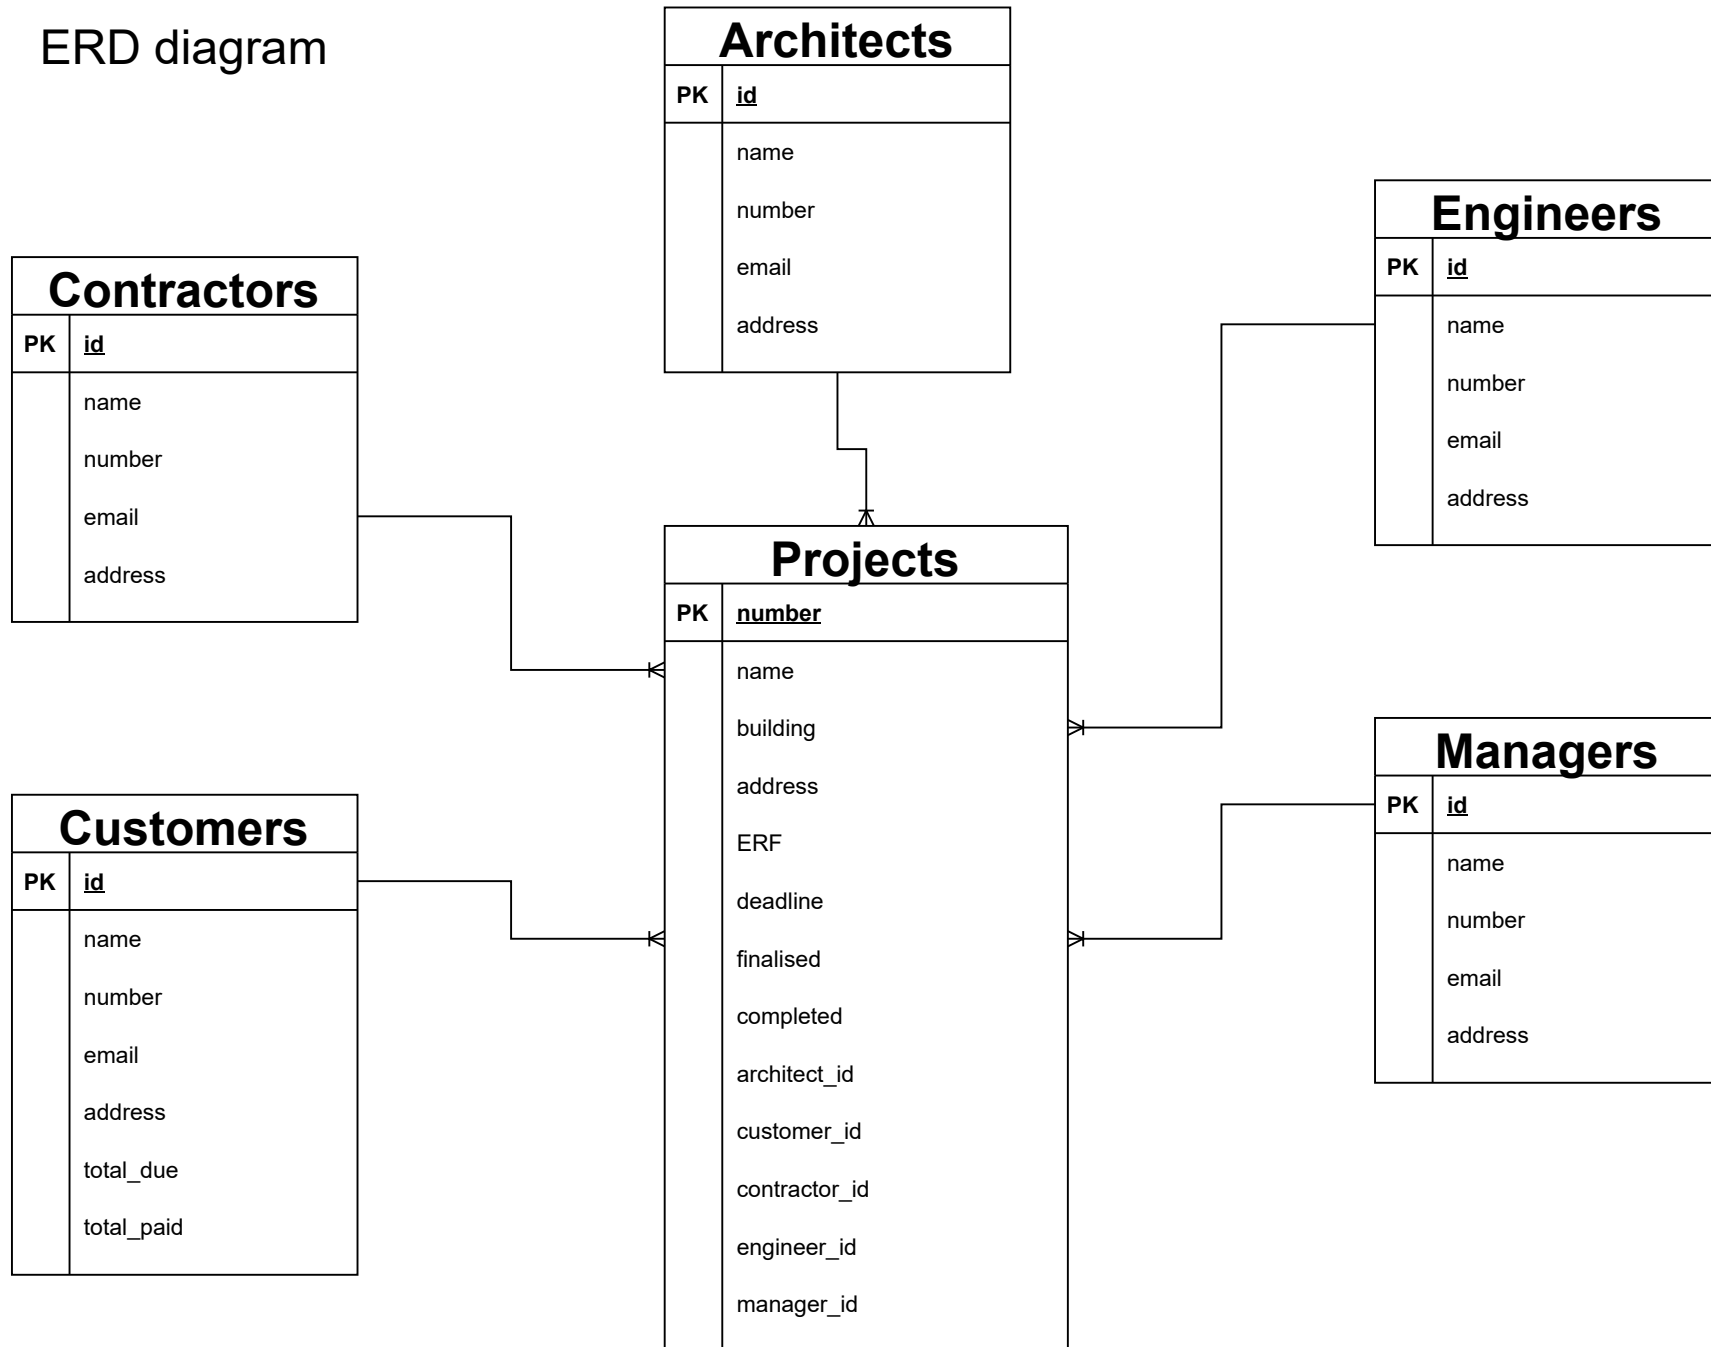 ERD diagram
Architects
PK id
name
number
email
address
Engineers
PK id
name
number
email
address
Contractors
PK id
name
number
email
address
Projects
PK number
name
building
address
ERF
deadline
finalised
completed
architect_id
customer_id
contractor_id
engineer_id
manager_id
Managers
PK id
name
number
email
address
Customers
PK id
name
number
email
address
total_due
total_paid